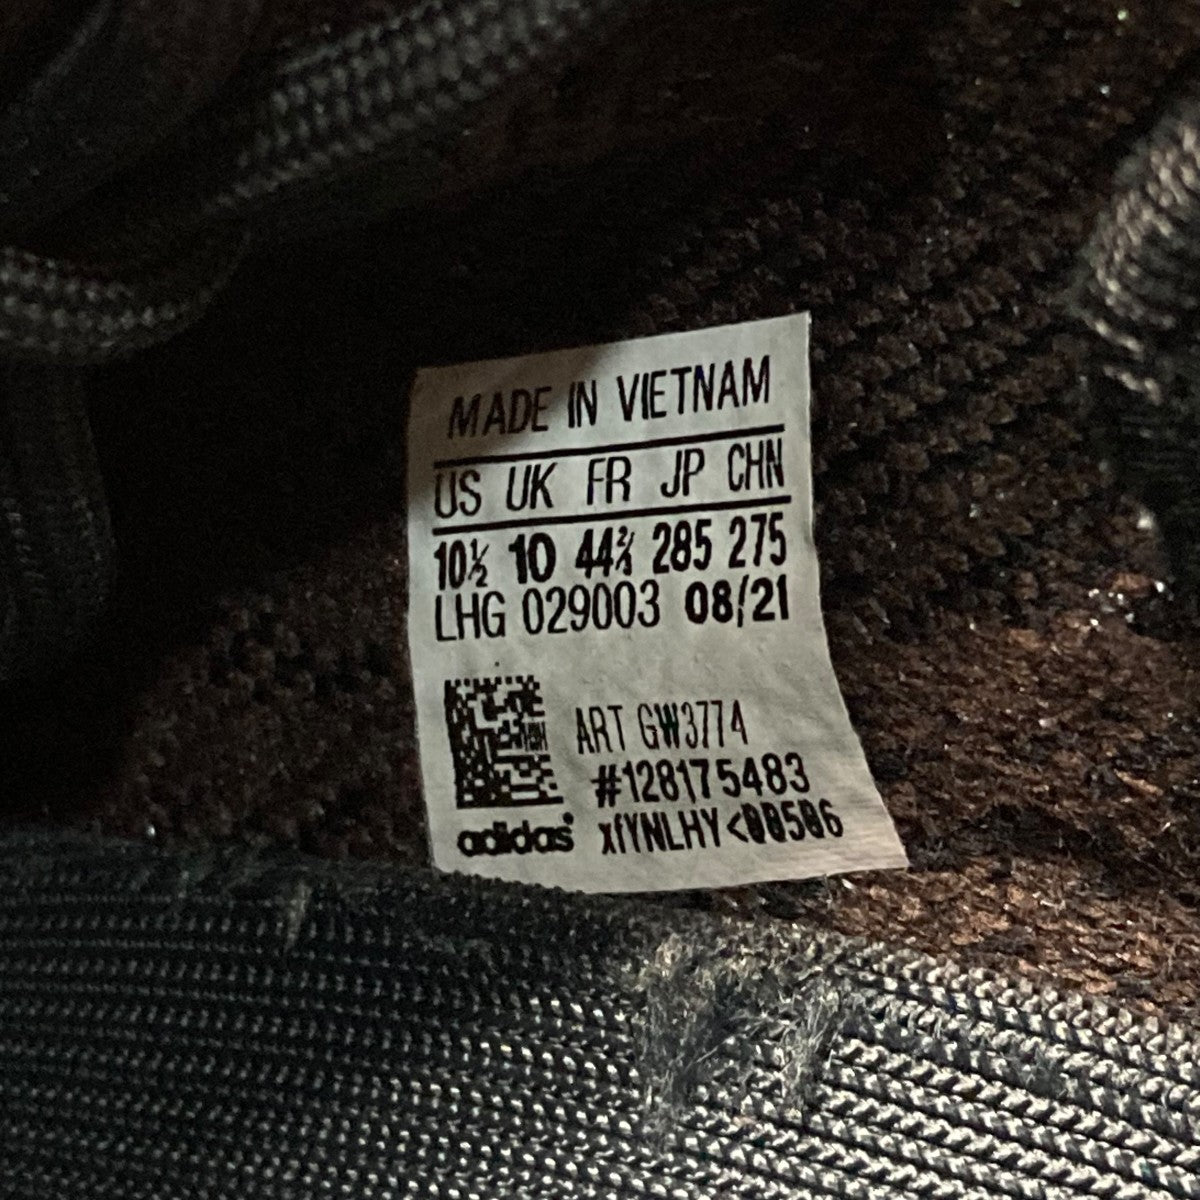 MADE IN VIETNAM
US UK FR JP CHN
10½ 10 44⅔ 285 275
LHG 029003 08/21
ART GW3774
#128175483
adidas® xfYNLHY<00506